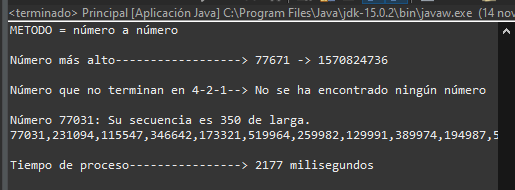 <terminado> Principal [Aplicación Java] C:\Program Files\Java\jdk-15.0.2\bin\javaw.exe (14 nov
METODO = número a número
Número más alto------------------> 77671 -> 1570824736
Número que no terminan en 4-2-1--> No se ha encontrado ningún número
Número 77031: Su secuencia es 350 de larga.
77031,231094,115547,346642,173321,519964,259982,129991,389974,194987,5
Tiempo de proceso----------------> 2177 milisegundos